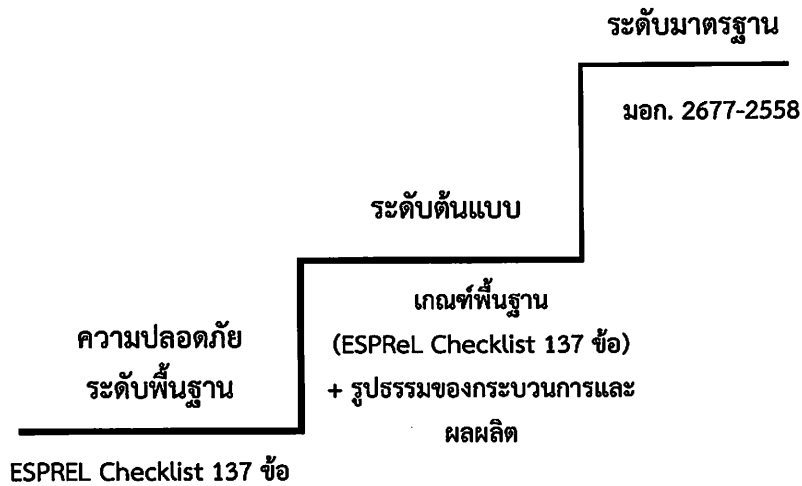 ระดับมาตรฐาน
มอก. 2677-2558
ระดับต้นแบบ
เกณฑ์พื้นฐาน
(ESPReL Checklist 137 ข้อ)
+ รูปธรรมของกระบวนการและ
ผลผลิต
ความปลอดภัย
ระดับพื้นฐาน
ESPREL Checklist 137 ข้อ